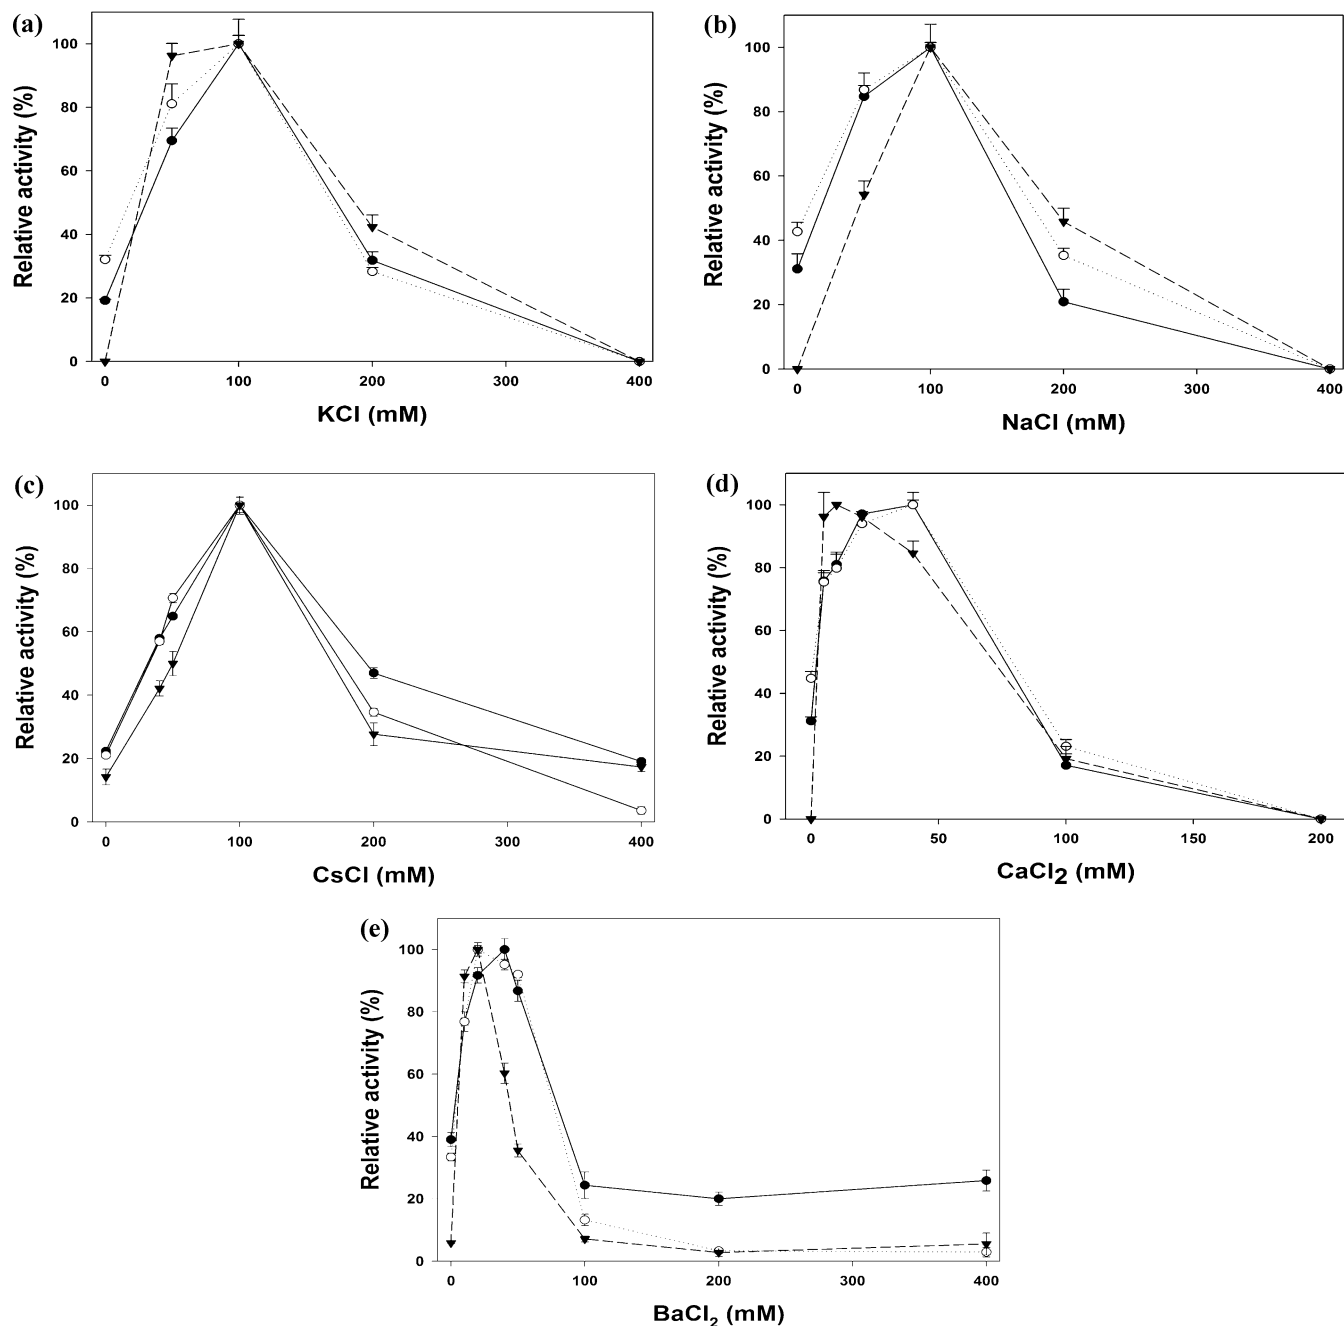 (a)
Relative activity (%)
100
80
60
40
20
0
0 100 200 300 400
KCl (mM)
(b)
Relative activity (%)
100
80
60
40
20
0
0 100 200 300 400
NaCl (mM)
(c)
Relative activity (%)
100
80
60
40
20
0
0 100 200 300 400
CsCl (mM)
(d)
Relative activity (%)
100
80
60
40
20
0
0 50 100 150 200
CaCl2 (mM)
(e)
Relative activity (%)
100
80
60
40
20
0
0 100 200 300 400
BaCl2 (mM)